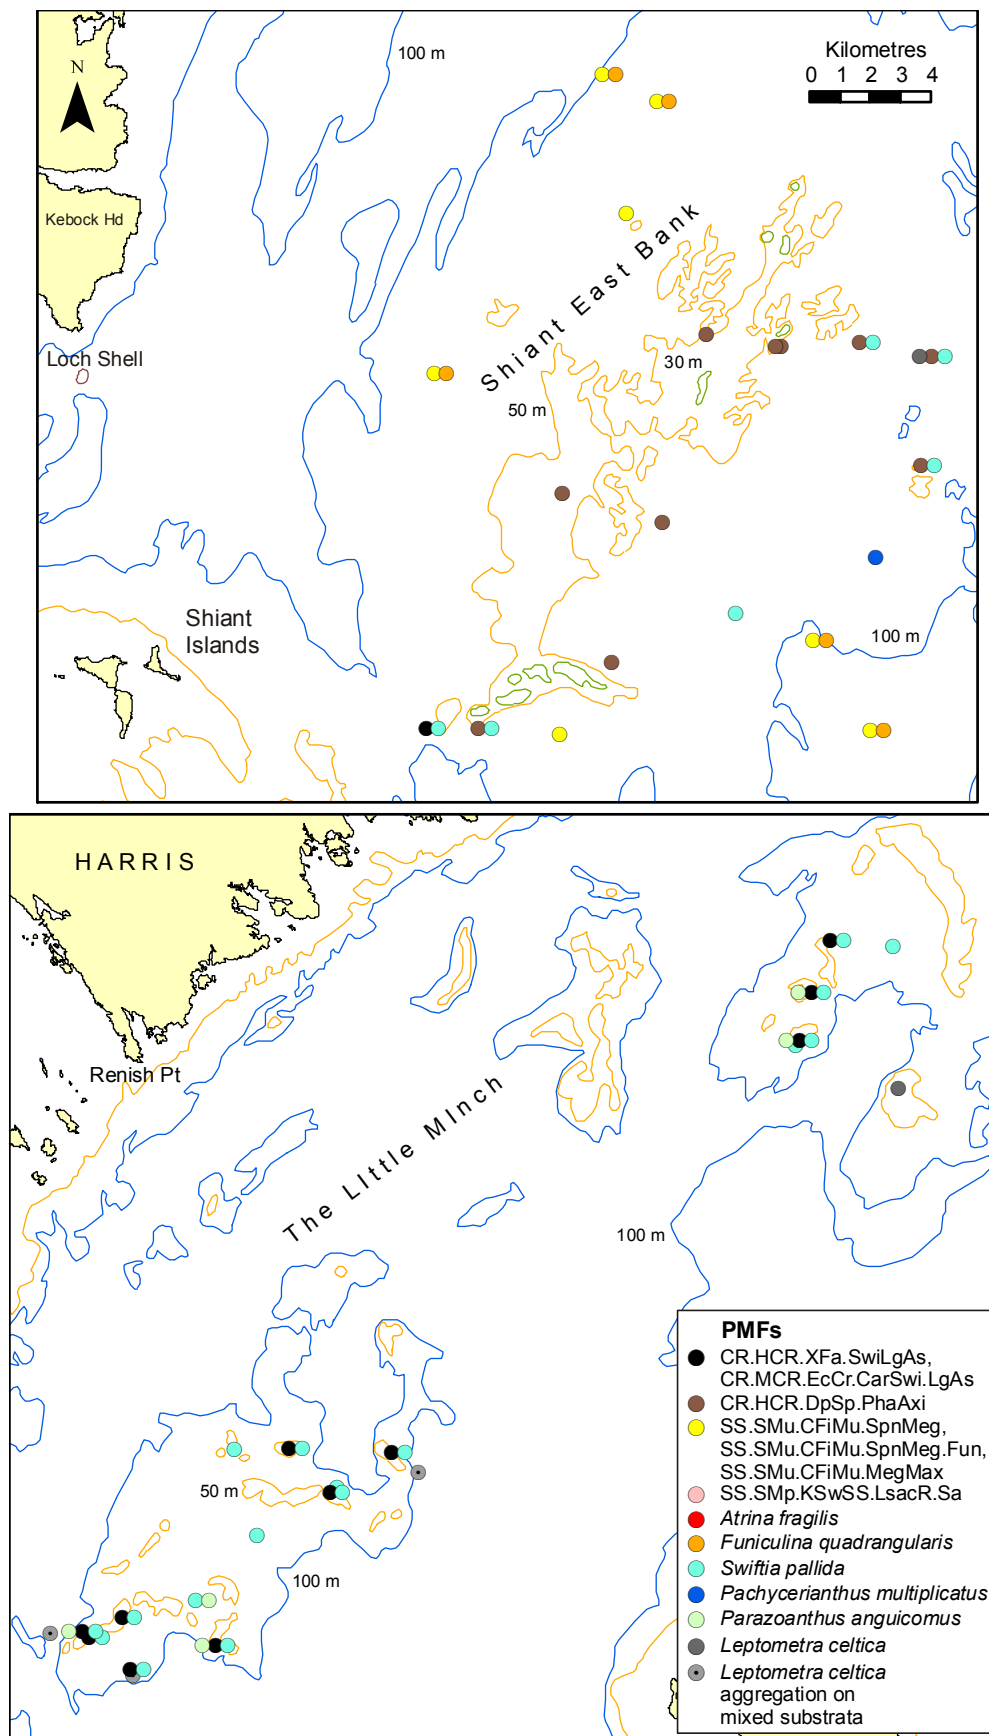 100 m
Kilometres
0 1 2 3 4
N
Kebock Hd
Shiant East Bank
Loch Shell
30 m
50 m
Shiant
Islands
100 m
HARRIS
Renish Pt
The LIttle MInch
100 m
50 m
100 m
PMFs
CR.HCR.XFa.SwiLgAs,
CR.MCR.EcCr.CarSwi.LgAs
CR.HCR.DpSp.PhaAxi
SS.SMu.CFiMu.SpnMeg,
SS.SMu.CFiMu.SpnMeg.Fun,
SS.SMu.CFiMu.MegMax
SS.SMp.KSwSS.LsacR.Sa
Atrina fragilis
Funiculina quadrangularis
Swiftia pallida
Pachycerianthus multiplicatus
Parazoanthus anguicomus
Leptometra celtica
Leptometra celtica
aggregation on
mixed substrata